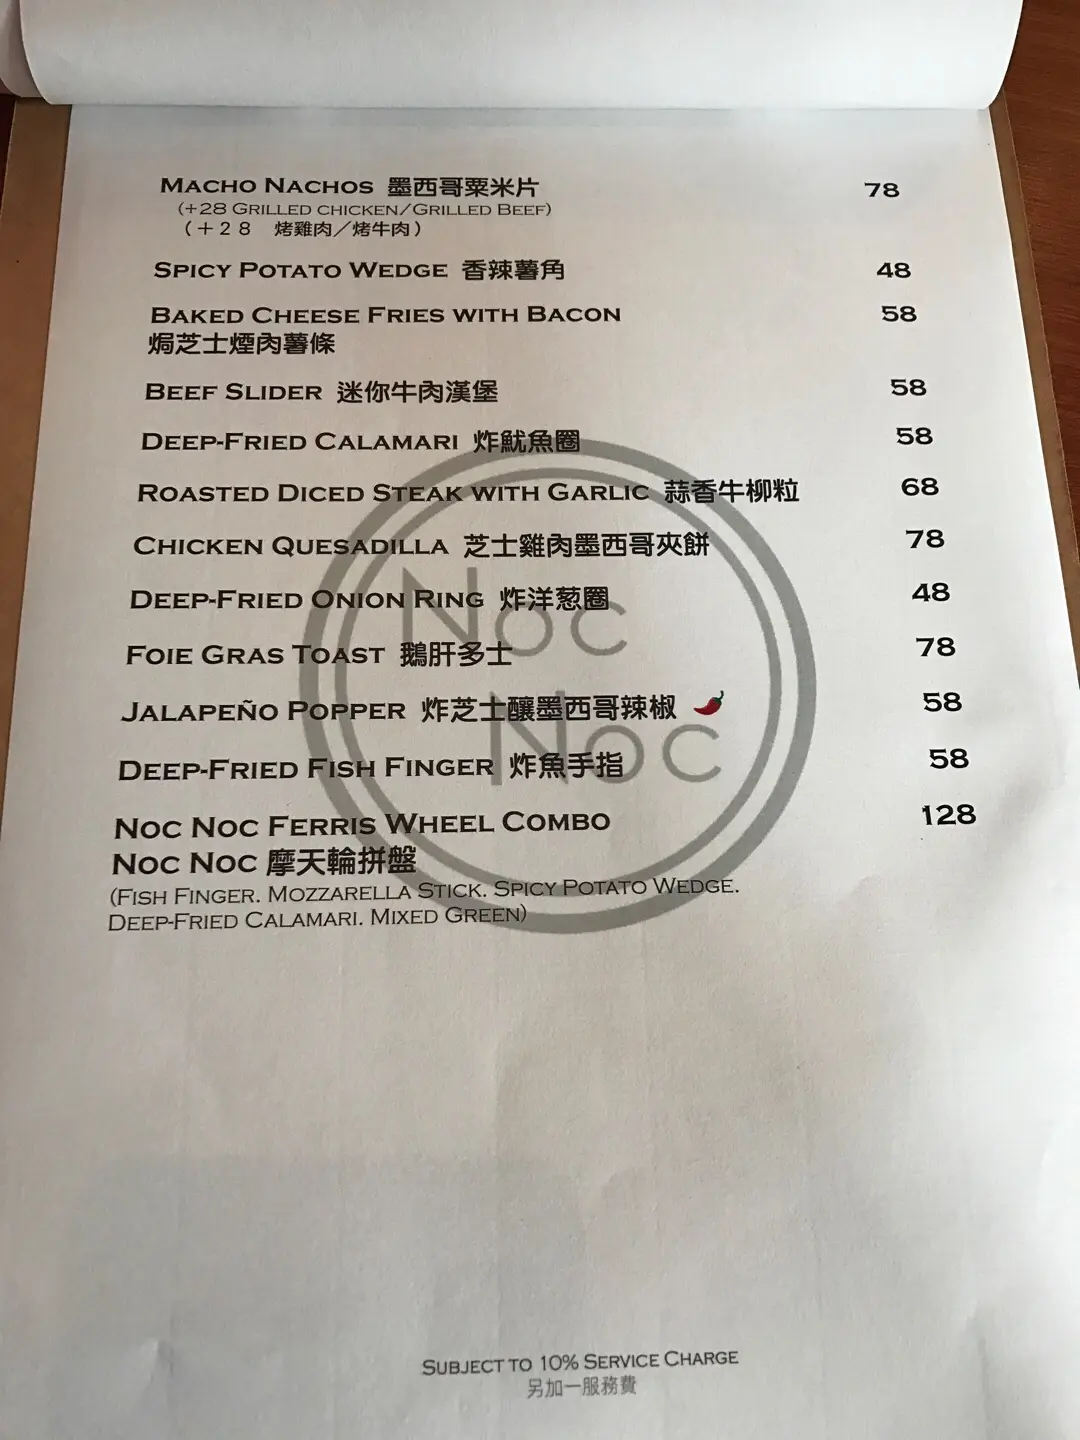 MACHO NACHOS 墨西哥粟米片 78
(+28 GRILLED CHICKEN/GRILLED BEEF)
（＋２８　烤雞肉／烤牛肉）
SPICY POTATO WEDGE 香辣薯角 48
BAKED CHEESE FRIES WITH BACON 58
焗芝士煙肉薯條
BEEF SLIDER 迷你牛肉漢堡 58
DEEP-FRIED CALAMARI 炸魷魚圈 58
ROASTED DICED STEAK WITH GARLIC 蒜香牛柳粒 68
CHICKEN QUESADILLA 芝士雞肉墨西哥夾餅 78
DEEP-FRIED ONION RING 炸洋葱圈 48
FOIE GRAS TOAST 鵝肝多士 78
JALAPEÑO POPPER 炸芝士釀墨西哥辣椒 58
DEEP-FRIED FISH FINGER 炸魚手指 58
NOC NOC FERRIS WHEEL COMBO 128
NOC NOC 摩天輪拼盤
(FISH FINGER. MOZZARELLA STICK. SPICY POTATO WEDGE.
DEEP-FRIED CALAMARI. MIXED GREEN)
NOC
NOC
SUBJECT TO 10% SERVICE CHARGE
另加一服務費